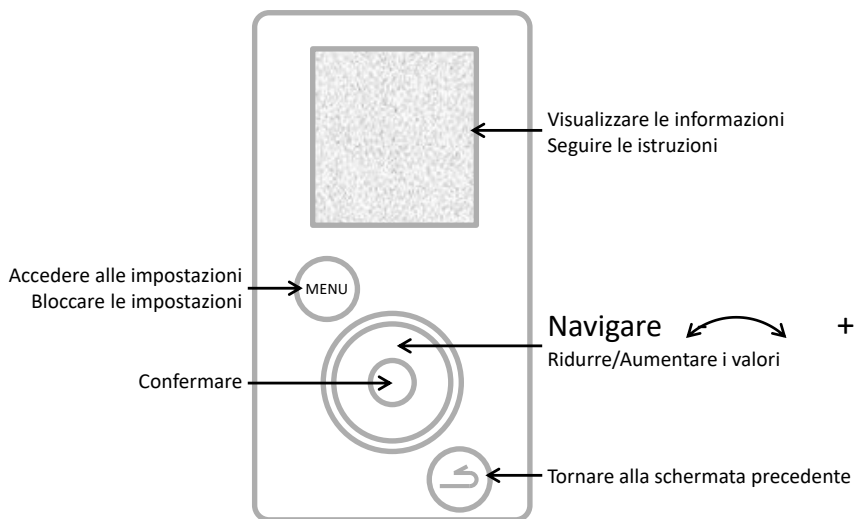 Visualizzare le informazioni
Seguire le istruzioni
Accedere alle impostazioni
Bloccare le impostazioni
MENU
Navigare +
Ridurre/Aumentare i valori
Confermare
Tornare alla schermata precedente